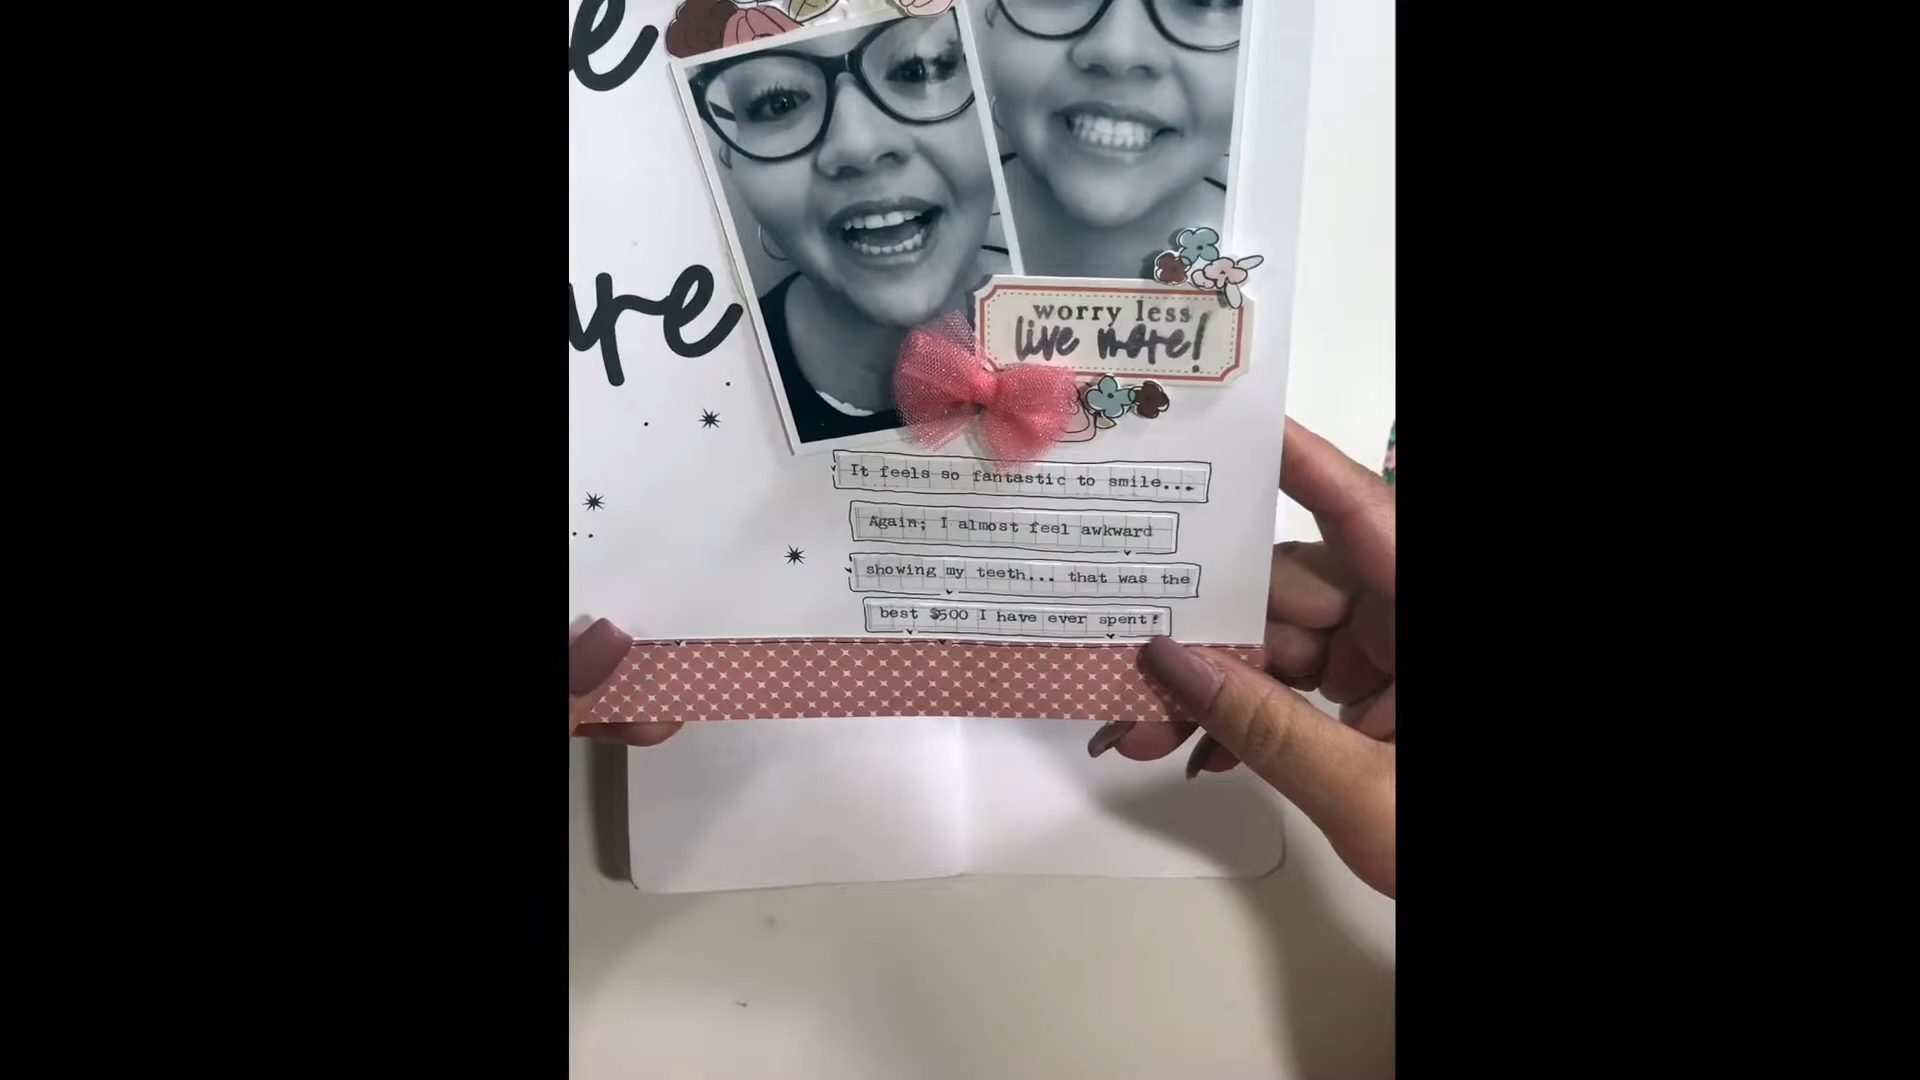 e
are
worry less
live more!
It feels so fantastic to smile...
Again; I almost feel awkward
showing my teeth... that was the
best $500 I have ever spent!